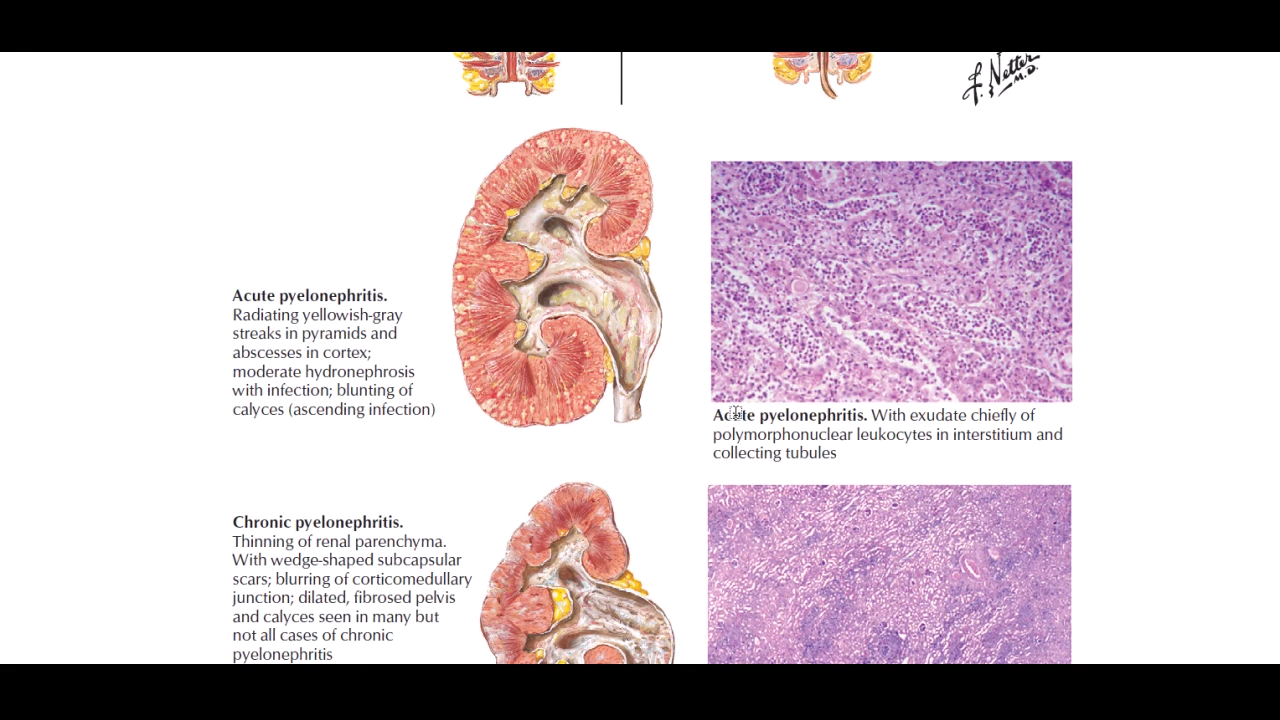 F. Netter M.D.
Acute pyelonephritis.
Radiating yellowish-gray
streaks in pyramids and
abscesses in cortex;
moderate hydronephrosis
with infection; blunting of
calyces (ascending infection)
Acute pyelonephritis. With exudate chiefly of
polymorphonuclear leukocytes in interstitium and
collecting tubules
Chronic pyelonephritis.
Thinning of renal parenchyma.
With wedge-shaped subcapsular
scars; blurring of corticomedullary
junction; dilated, fibrosed pelvis
and calyces seen in many but
not all cases of chronic
pyelonephritis